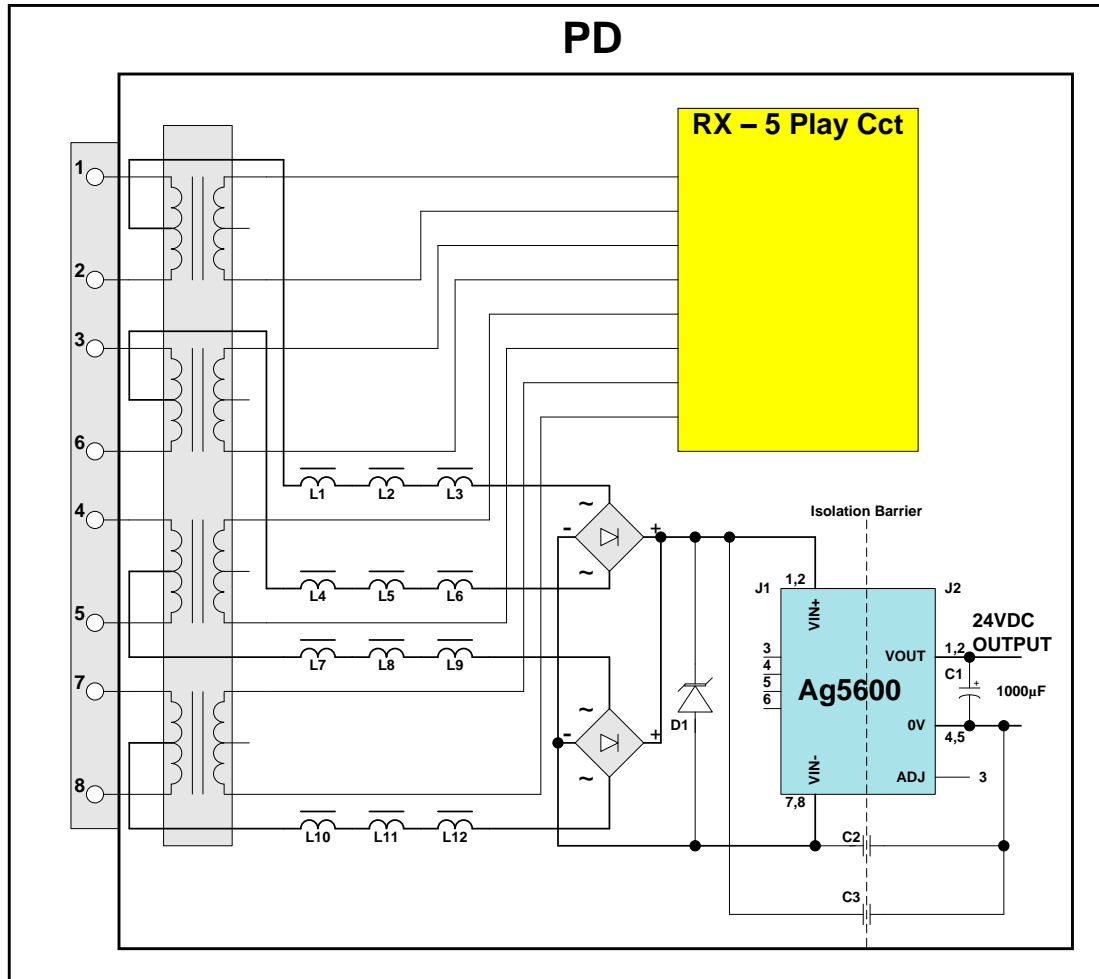 PD
RX – 5 Play Cct
1
2
3
6
4
5
7
8
L1 L2 L3
L4 L5 L6
L7 L8 L9
L10 L11 L12
~
- +
~
~
- +
~
D1
Isolation Barrier
J1 1,2 J2
VIN+
3
4
5
6
Ag5600
VOUT 1,2
24VDC
OUTPUT
C1 + 1000µF
0V 4,5
VIN-
ADJ 3
7,8
C2
C3